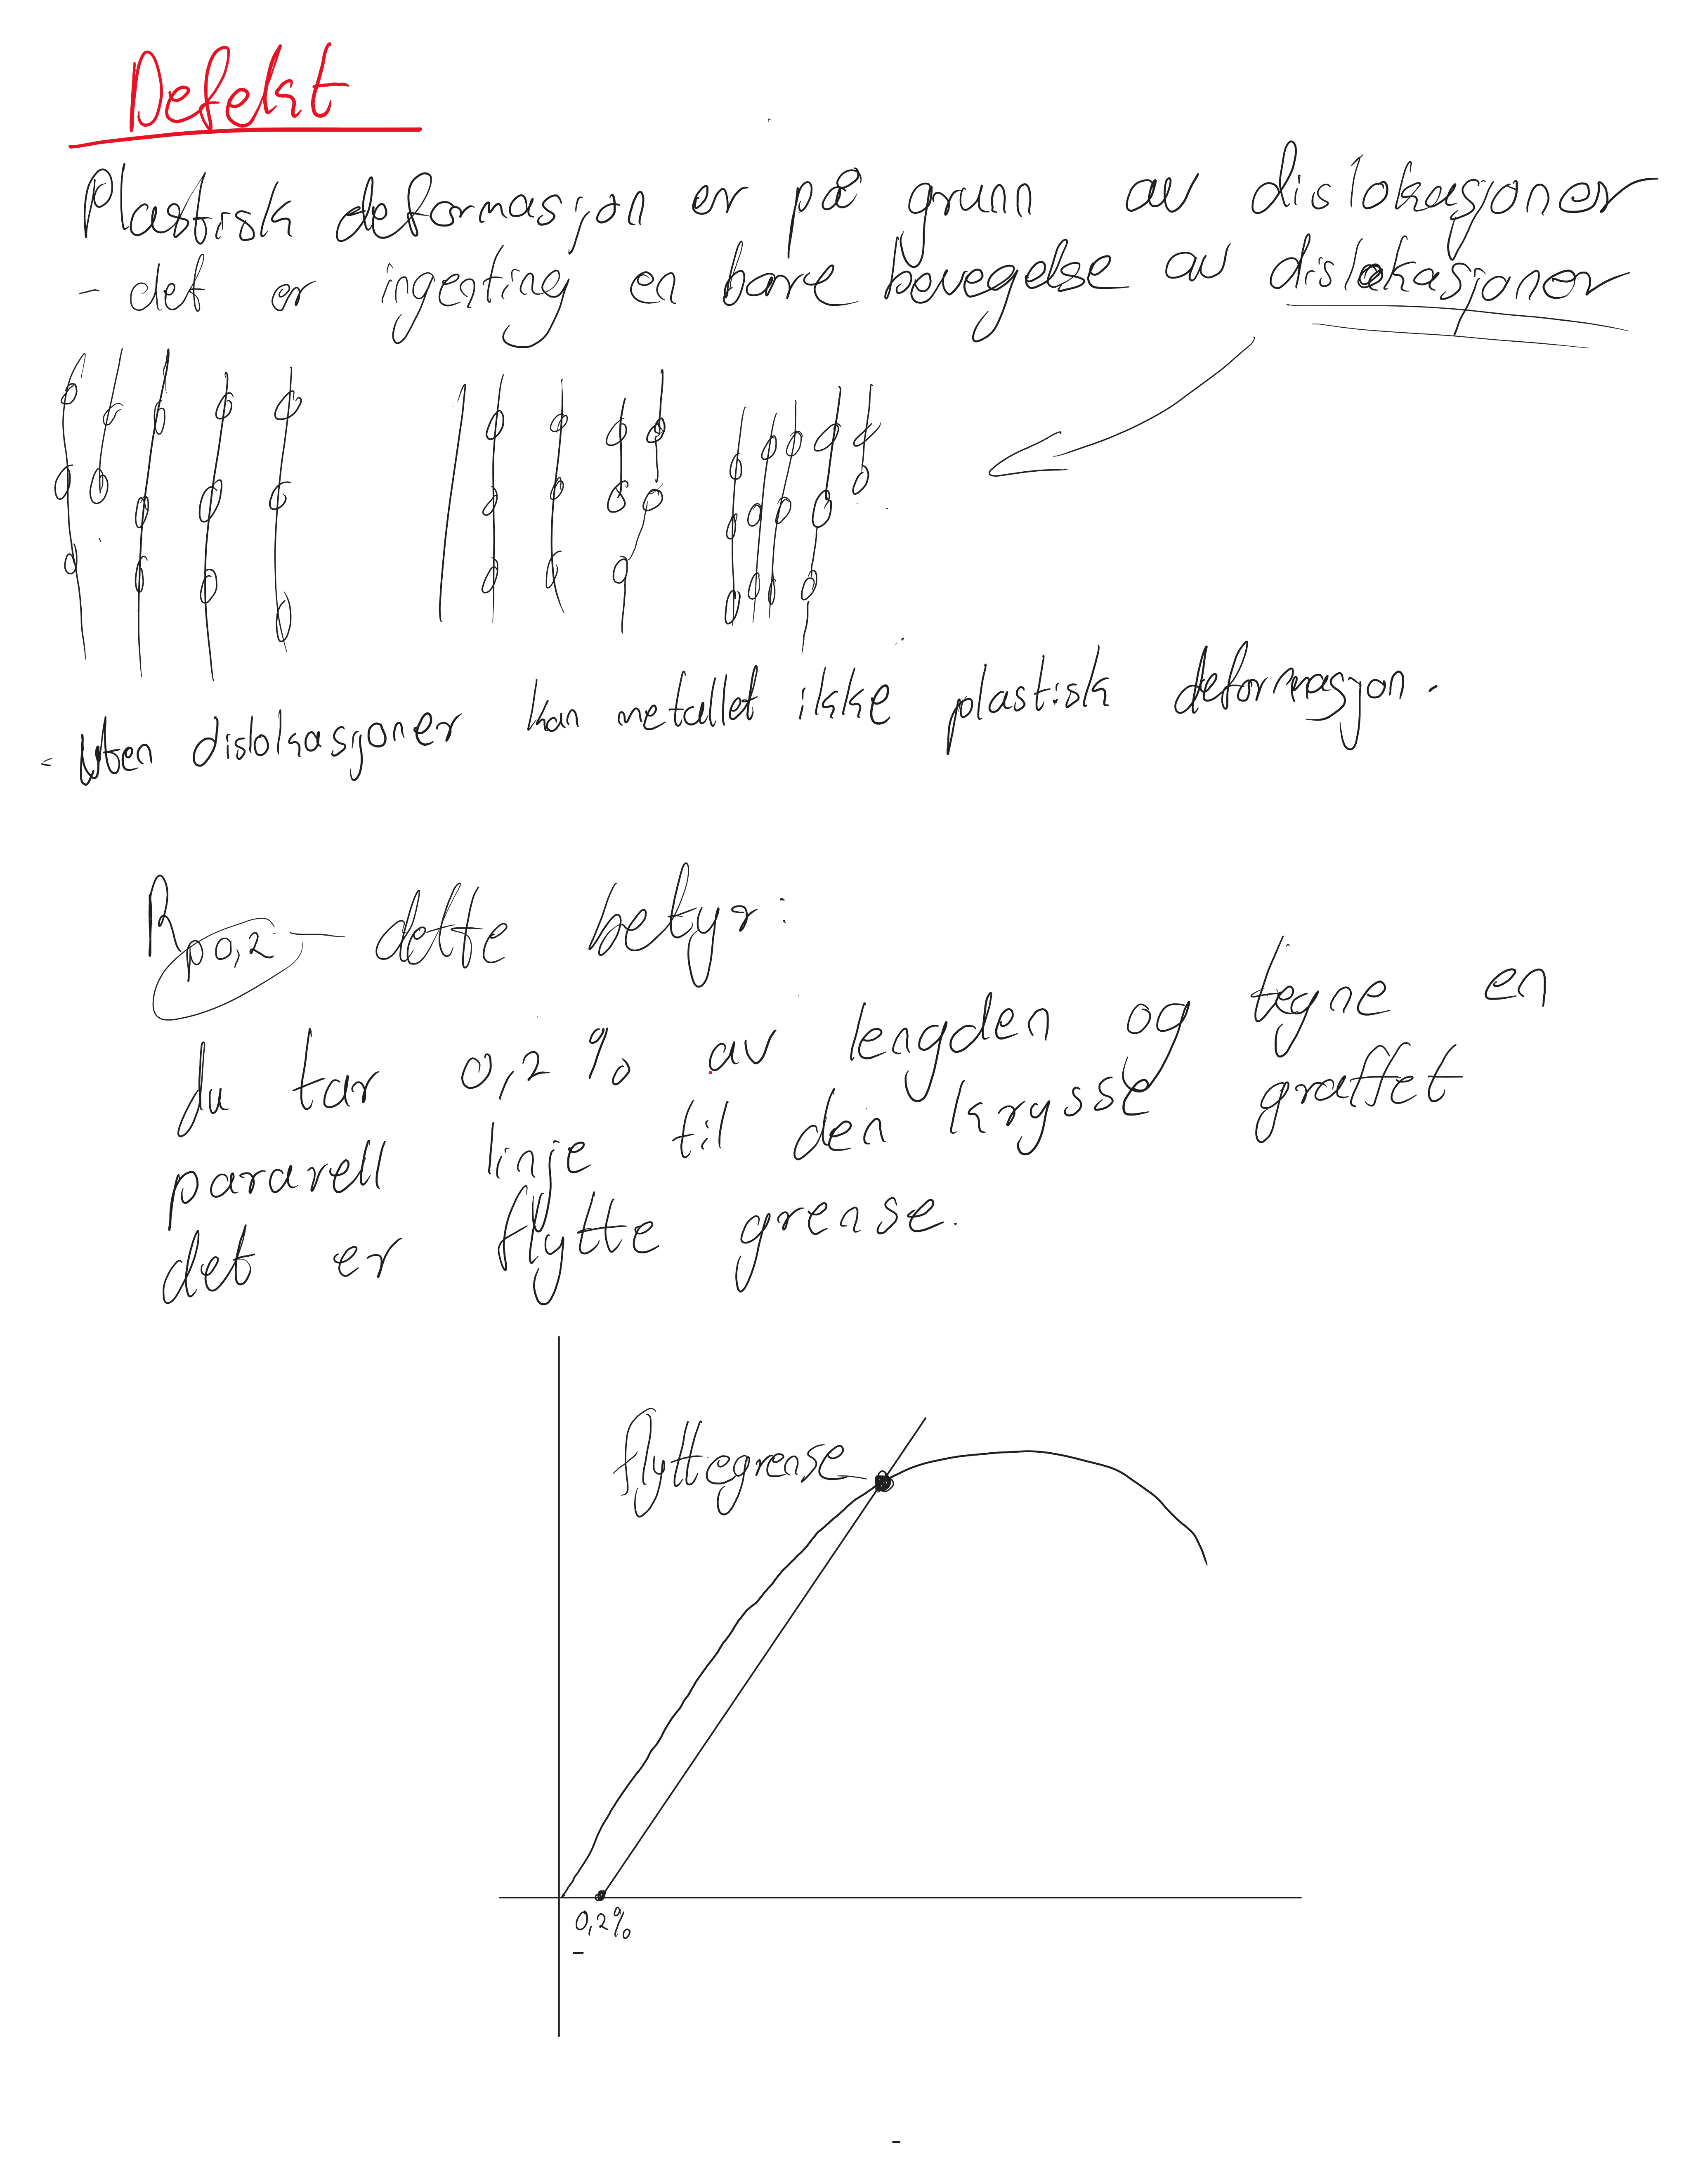 Defekt
Plastisk deformasjon er på grunn av dislokasjoner
- det er ingenting en bare bevegelse av dislokasjoner
- Uten dislokasjoner kan metallet ikke plastisk deformasjon.
Rp0,2 - dette betyr:
du tar 0,2 % av lengden og tegne en
pararell linje til den krysse graffet
det er flytte grense.
flyttegrense
0,2%